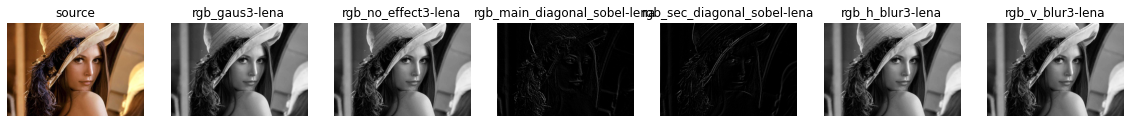 source
rgb_gaus3-lena
rgb_no_effect3-lena
rgb_main_diagonal_sobel-lena
rgb_sec_diagonal_sobel-lena
rgb_h_blur3-lena
rgb_v_blur3-lena